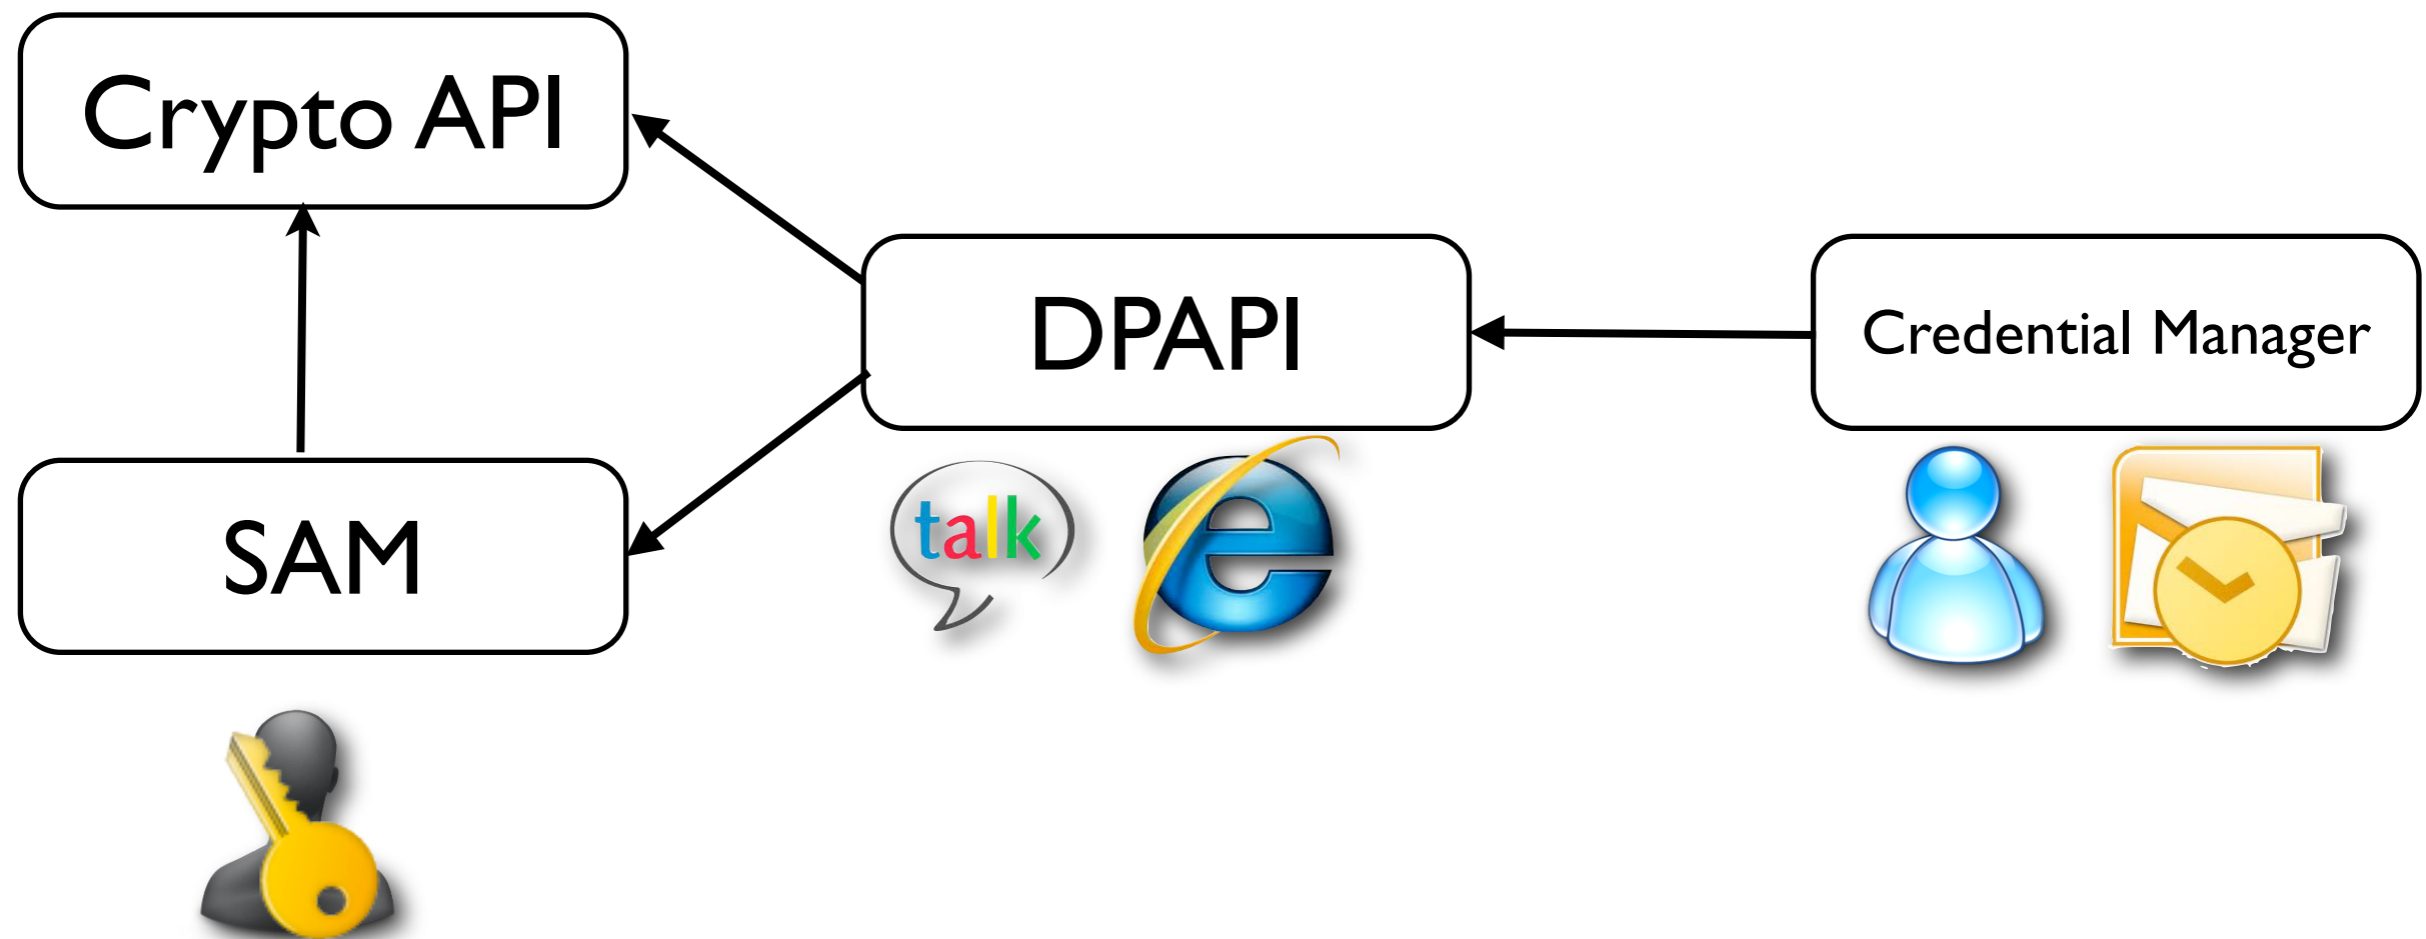 Crypto API
DPAPI
Credential Manager
SAM
talk